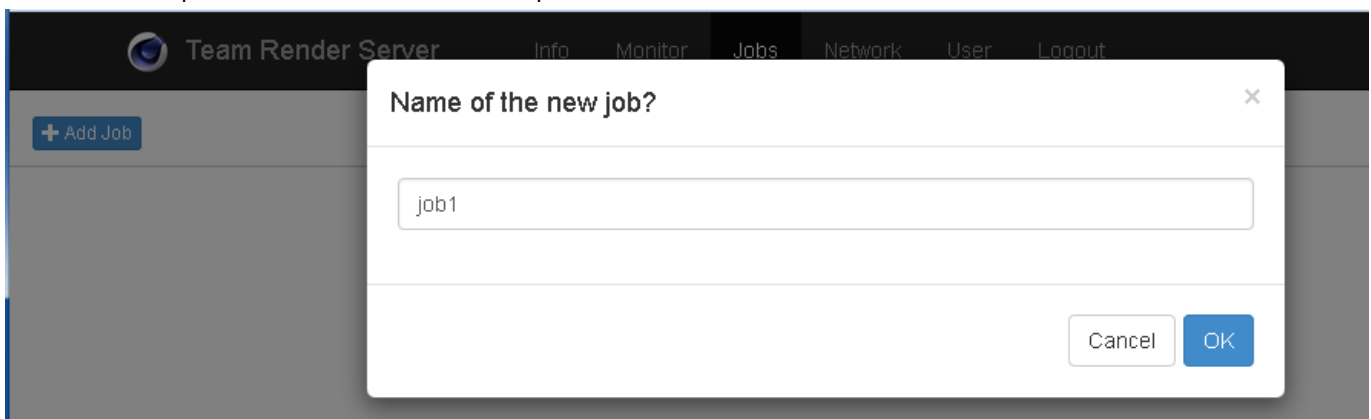 Team Render Server Info Monitor Jobs Network User Logout
Name of the new job? ×
+ Add Job
job1
Cancel OK